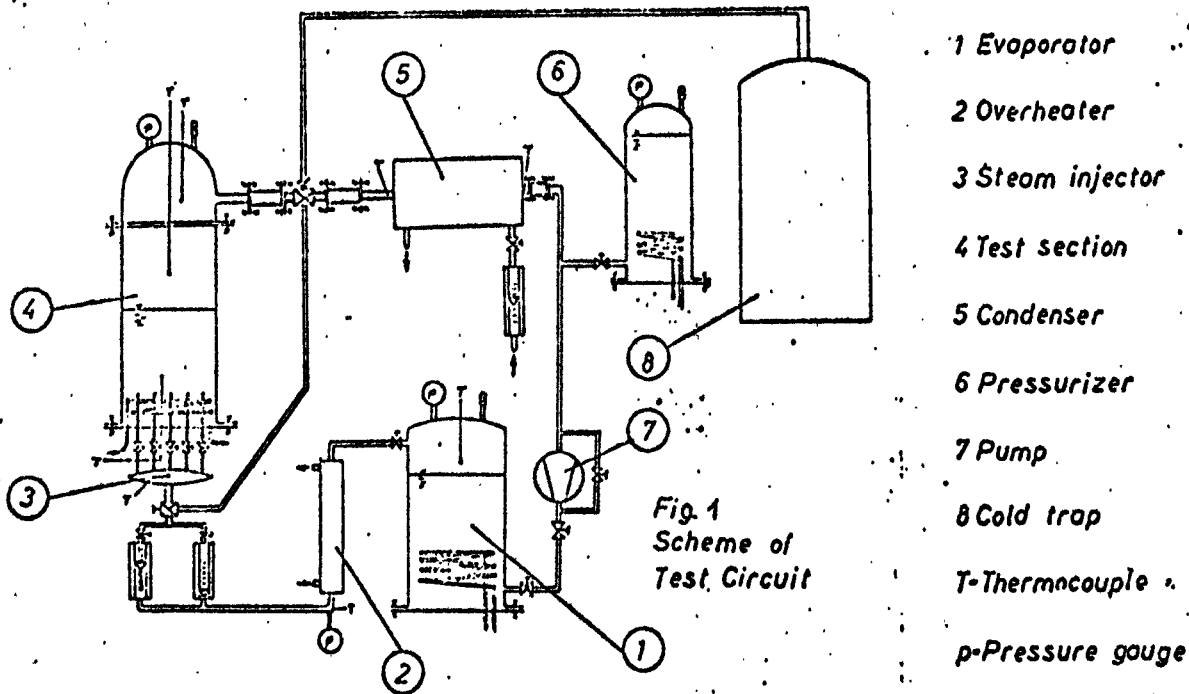 1 Evaporator
2 Overheater
3 Steam injector
4 Test section
5 Condenser
6 Pressurizer
7 Pump
8 Cold trap
T=Thermocouple
p=Pressure gauge
Fig. 1
Scheme of
Test Circuit
5
6
4
8
7
3
2
1
P
P
P
P
T
T
T
T
T
T
T